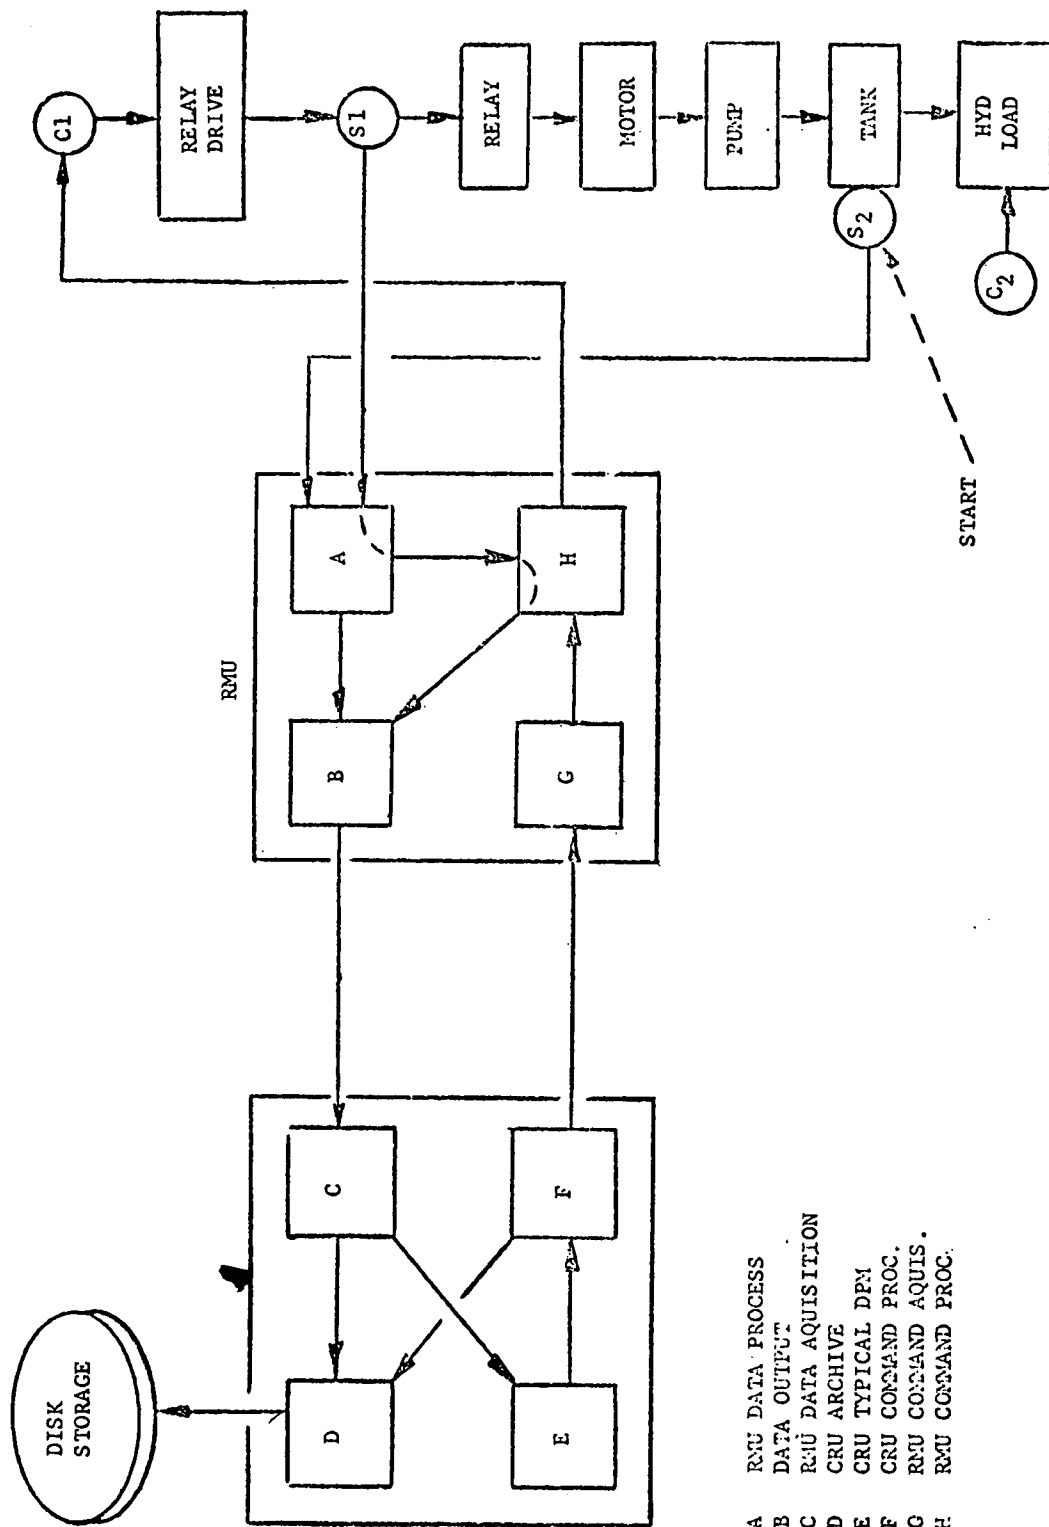 DISK
STORAGE
D
C
E
F
RMU
B
A
G
H
C1
RELAY
DRIVE
S1
RELAY
MOTOR
PUMP
TANK
S2
HYD
LOAD
C2
START
A RMU DATA PROCESS
B DATA OUTPUT
C RMU DATA AQUISITION
D CRU ARCHIVE
E CRU TYPICAL DPM
F CRU COMMAND PROC.
G RMU COMMAND AQUIS.
H RMU COMMAND PROC.